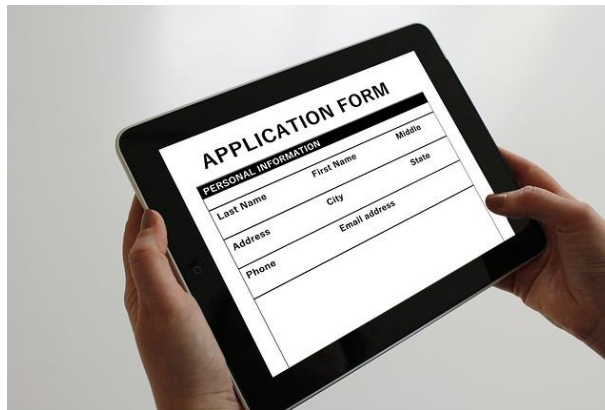 APPLICATION FORM
PERSONAL INFORMATION
Last Name First Name Middle
Address City State
Phone Email address